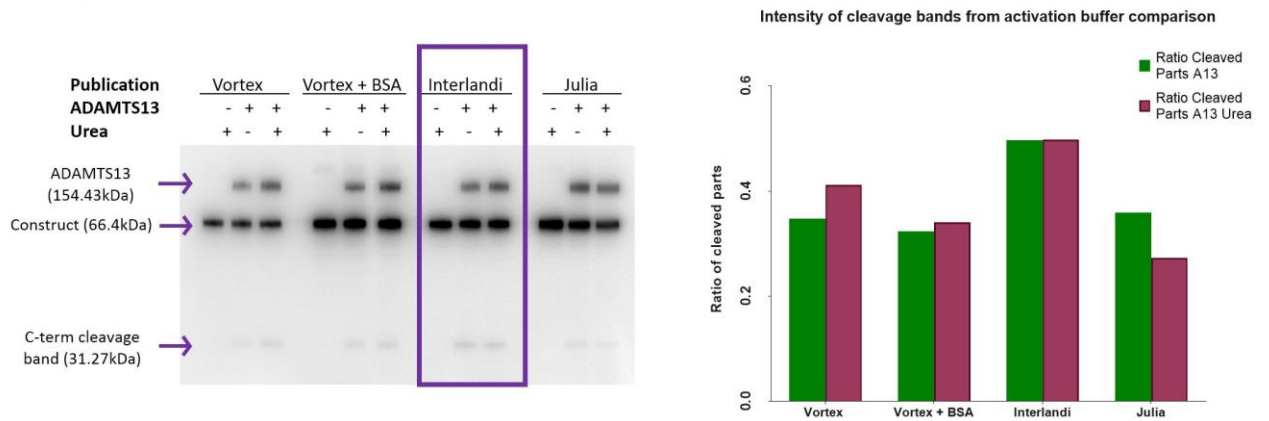 Publication Vortex Vortex + BSA Interlandi Julia
ADAMTS13 - + + - + + - + + - + +
Urea + - + + - + + - + + - +
ADAMTS13
(154.43kDa)
Construct (66.4kDa)
C-term cleavage
band (31.27kDa)
Intensity of cleavage bands from activation buffer comparison
Ratio Cleaved
Parts A13
Ratio Cleaved
Parts A13 Urea
Ratio of cleaved parts
0.6
0.4
0.2
0.0
Vortex Vortex + BSA Interlandi Julia